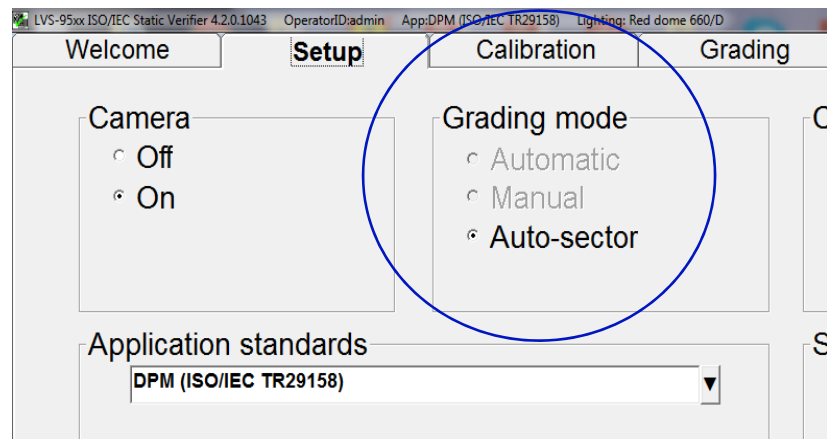 LVS-95xx ISO/IEC Static Verifier 4.2.0.1043 OperatorID:admin App:DPM (ISO/IEC TR29158) Lighting: Red dome 660/D
Welcome Setup Calibration Grading
Camera Grading mode
Off Automatic
On Manual
Auto-sector
Application standards
DPM (ISO/IEC TR29158)